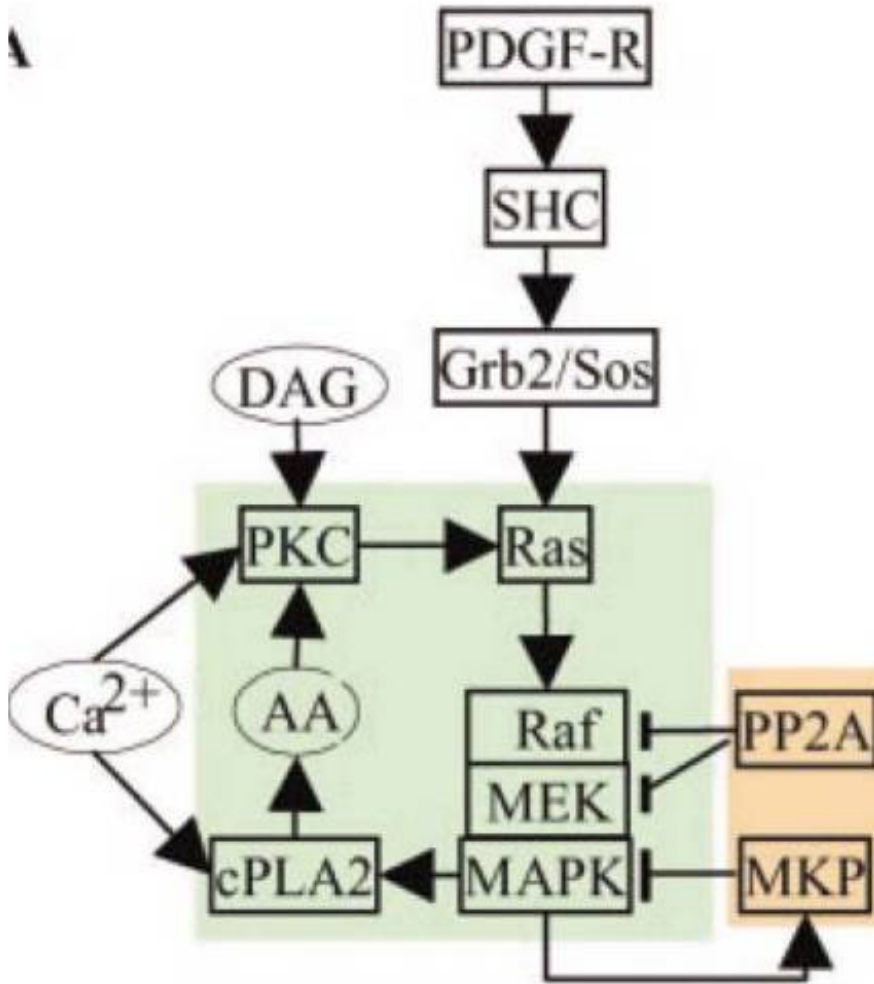 A
PDGF-R
SHC
Grb2/Sos
DAG
PKC
Ras
Ca2+
AA
Raf
PP2A
MEK
cPLA2
MAPK
MKP